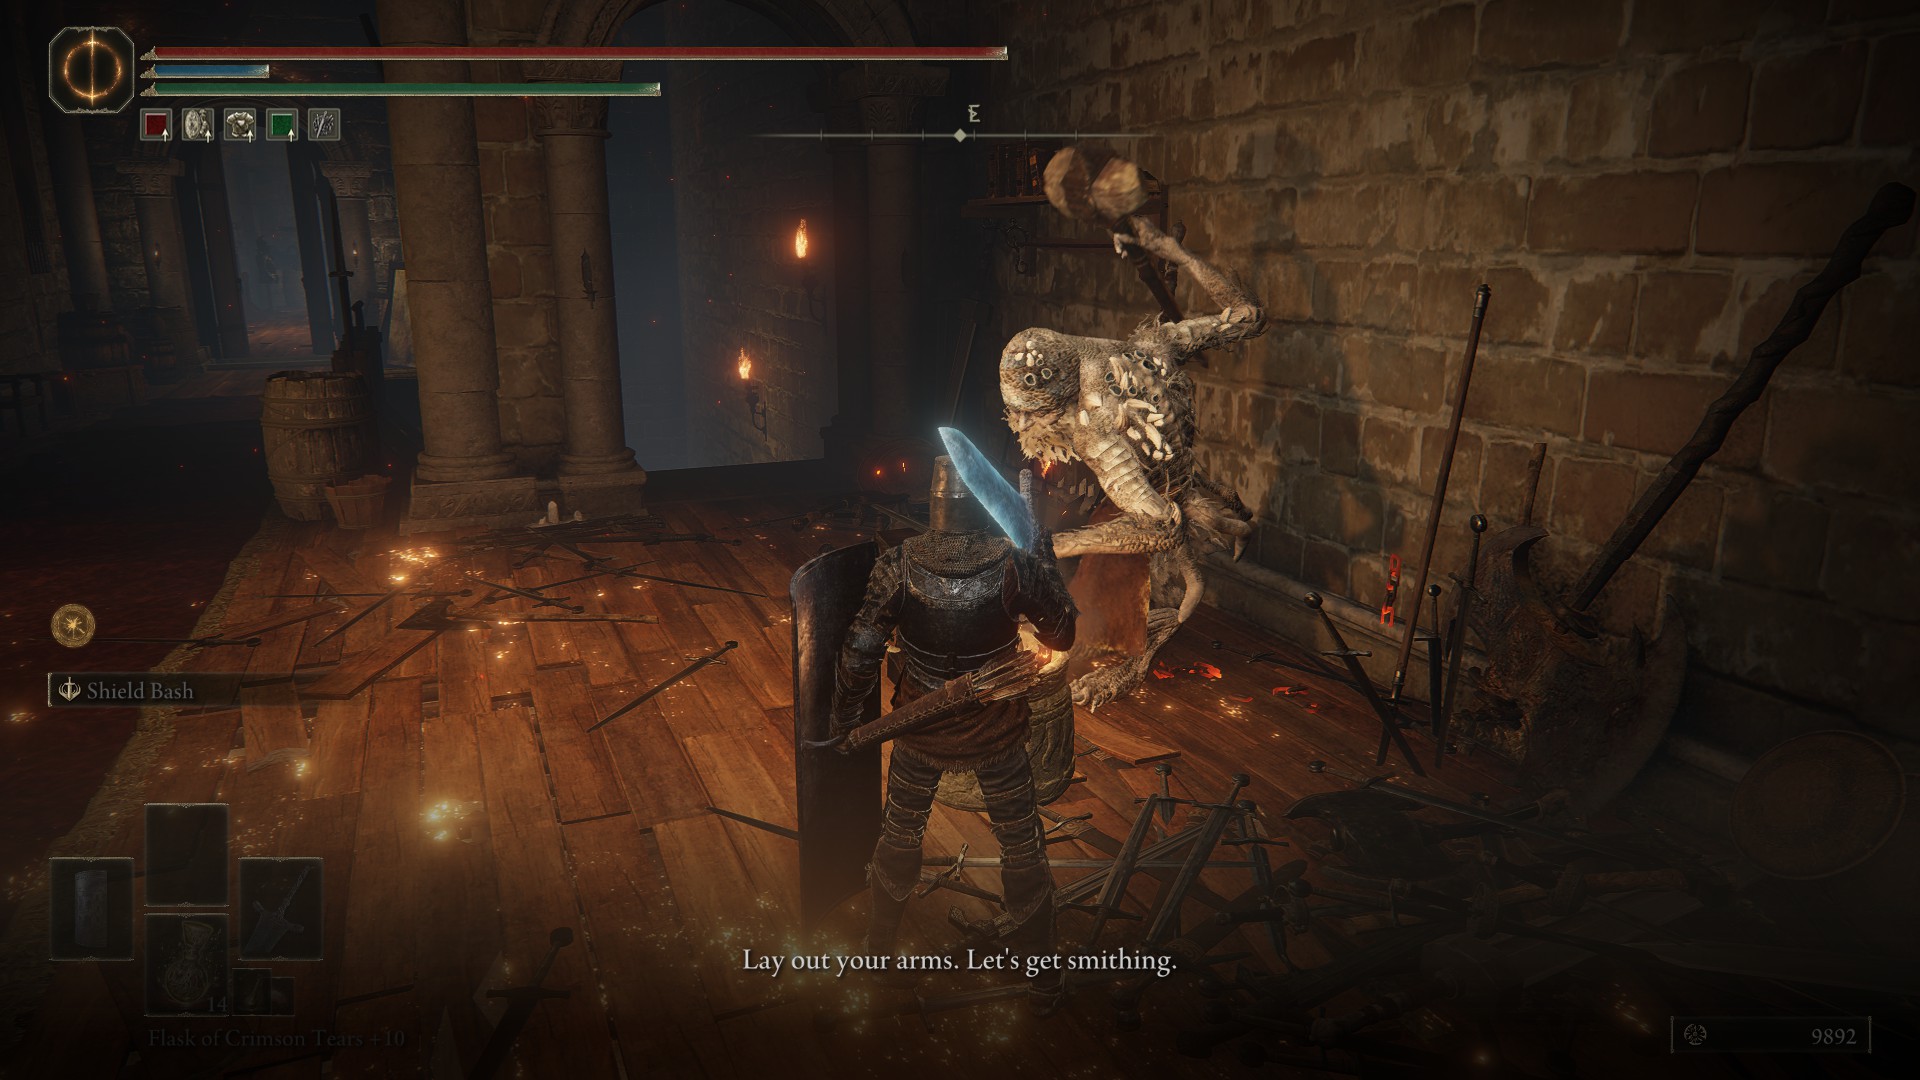 E
Shield Bash
14
Flask of Crimson Tears +10
Lay out your arms. Let's get smithing.
9892